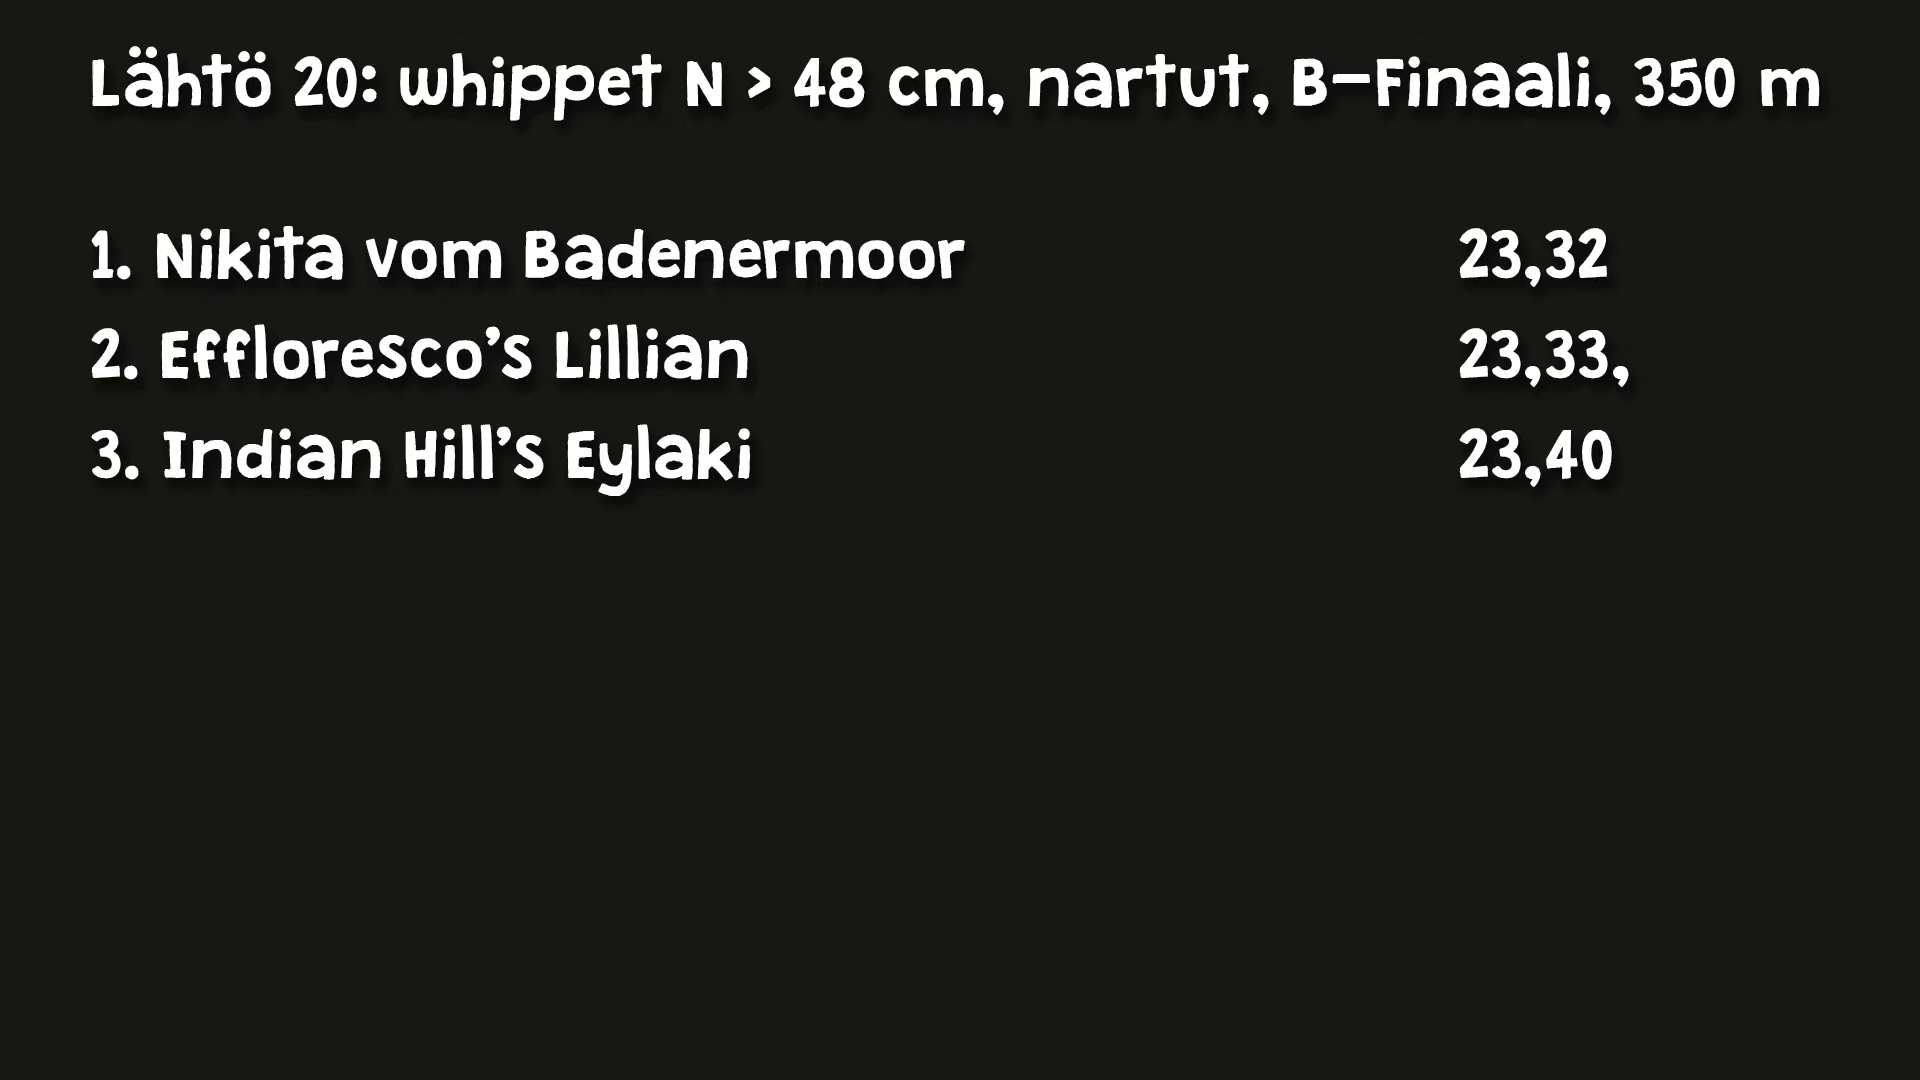 Lähtö 20: whippet N > 48 cm, nartut, B-Finaali, 350 m
1. Nikita vom Badenermoor 23,32
2. Effloresco's Lillian 23,33,
3. Indian Hill's Eylaki 23,40